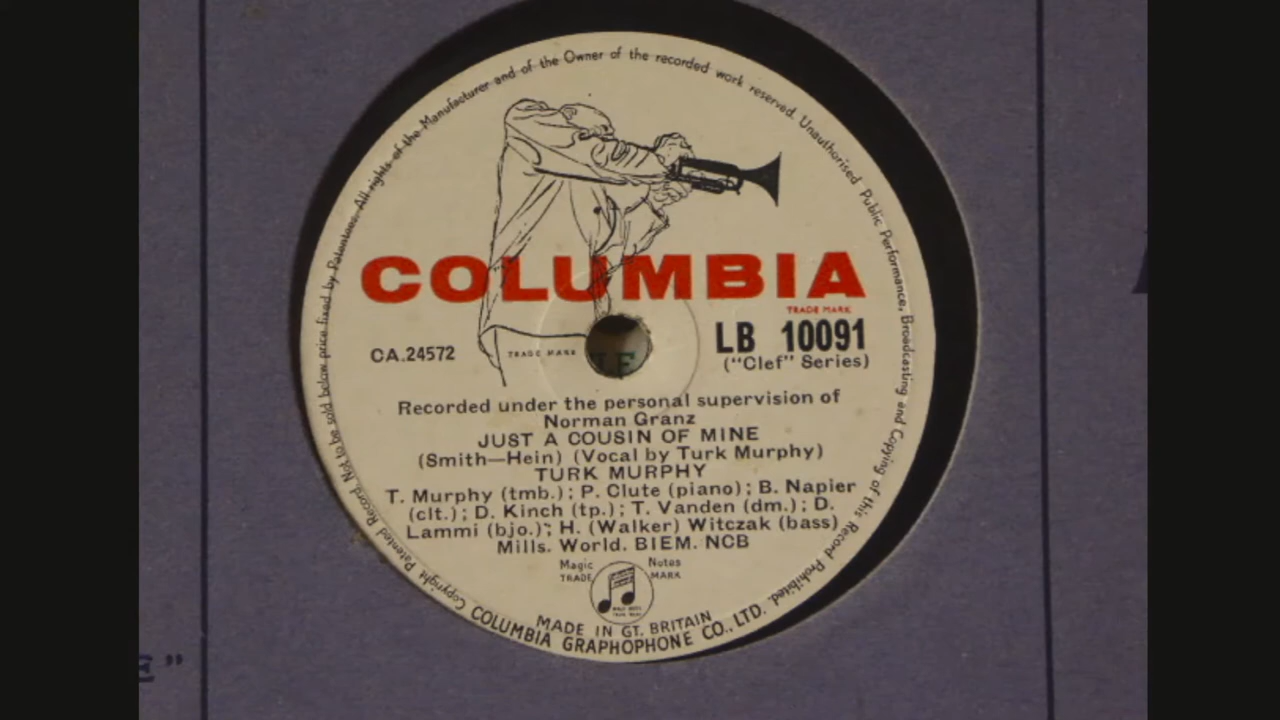 Copyright Patented Record. Not to be sold below price fixed by Patentees. All rights of the Manufacturer and of the Owner of the recorded work reserved. Unauthorised Public Performance, Broadcasting and Copying of this Record Prohibited.
COLUMBIA
TRADE MARK
LB 10091
CA.24572
TRADE MARK
("Clef" Series)
Recorded under the personal supervision of
Norman Granz
JUST A COUSIN OF MINE
(Smith—Hein) (Vocal by Turk Murphy)
TURK MURPHY
T. Murphy (tmb.); P. Clute (piano); B. Napier
(clt.); D. Kinch (tp.); T. Vanden (dm.); D.
Lammi (bjo.); H. (Walker) Witczak (bass)
Mills. World. BIEM. NCB
Magic Notes
TRADE MARK
MADE IN GT. BRITAIN
COLUMBIA GRAPHOPHONE CO., LTD.
E"